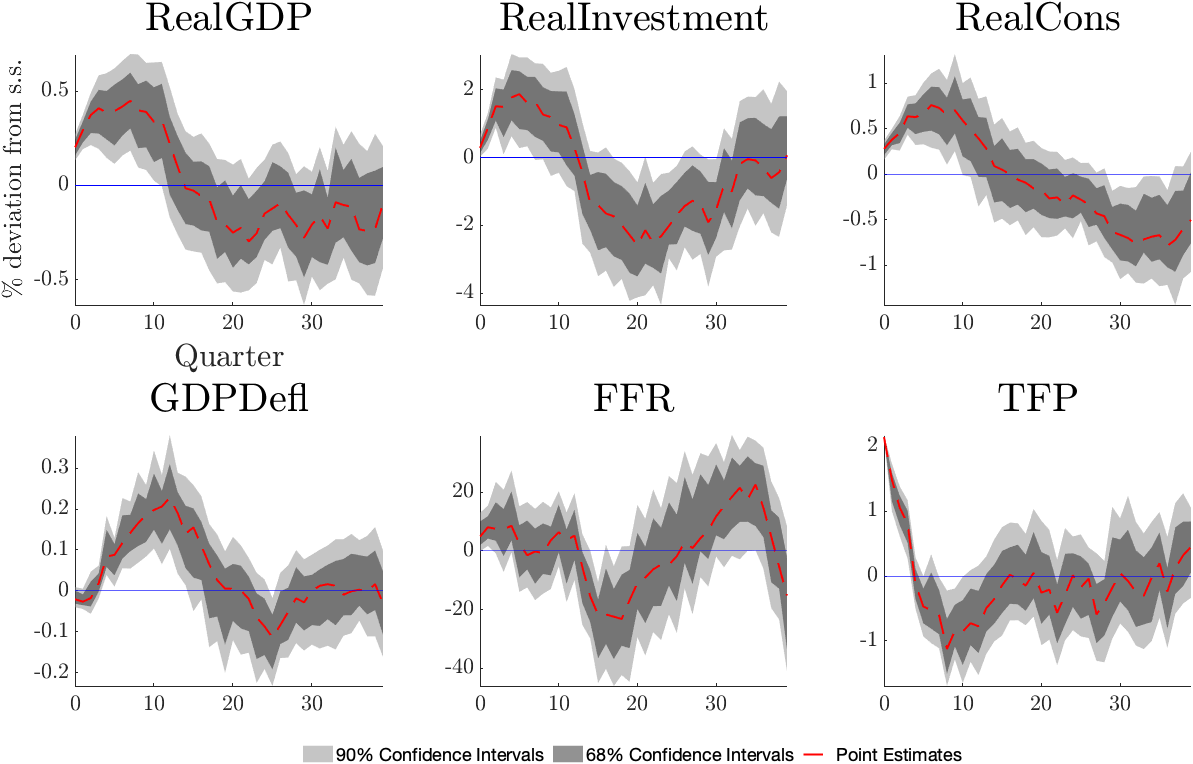 RealGDP
RealInvestment
RealCons
% deviation from s.s.
0.5
0
-0.5
0 10 20 30
Quarter
2
0
-2
-4
0 10 20 30
1
0.5
0
-0.5
-1
0 10 20 30
GDPDefl
FFR
TFP
0.3
0.2
0.1
0
-0.1
-0.2
0 10 20 30
20
0
-20
-40
0 10 20 30
2
1
0
-1
0 10 20 30
90% Confidence Intervals 68% Confidence Intervals Point Estimates